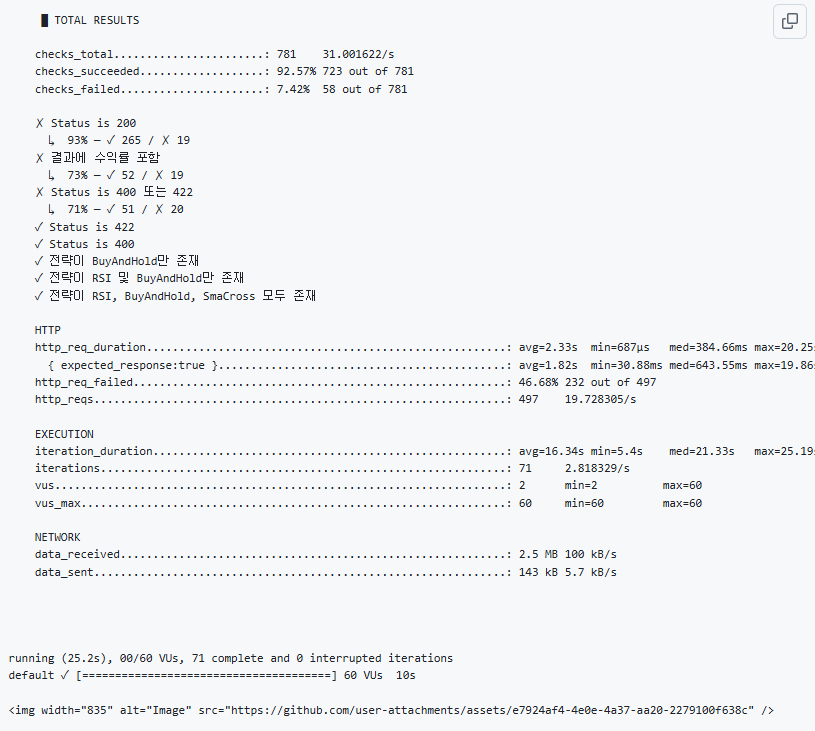 █ TOTAL RESULTS
checks_total.......................: 781 31.001622/s
checks_succeeded...................: 92.57% 723 out of 781
checks_failed......................: 7.42% 58 out of 781
✗ Status is 200
↳ 93% — ✓ 265 / ✗ 19
✗ 결과에 수익률 포함
↳ 73% — ✓ 52 / ✗ 19
✗ Status is 400 또는 422
↳ 71% — ✓ 51 / ✗ 20
✓ Status is 422
✓ Status is 400
✓ 전략이 BuyAndHold만 존재
✓ 전략이 RSI 및 BuyAndHold만 존재
✓ 전략이 RSI, BuyAndHold, SmaCross 모두 존재
HTTP
http_req_duration.......................................................: avg=2.33s min=687µs med=384.66ms max=20.25s
{ expected_response:true }............................................: avg=1.82s min=30.88ms med=643.55ms max=19.86s
http_req_failed.........................................................: 46.68% 232 out of 497
http_reqs...............................................................: 497 19.728305/s
EXECUTION
iteration_duration......................................................: avg=16.34s min=5.4s med=21.33s max=25.19s
iterations..............................................................: 71 2.818329/s
vus.....................................................................: 2 min=2 max=60
vus_max.................................................................: 60 min=60 max=60
NETWORK
data_received...........................................................: 2.5 MB 100 kB/s
data_sent...............................................................: 143 kB 5.7 kB/s
running (25.2s), 00/60 VUs, 71 complete and 0 interrupted iterations
default ✓ [======================================] 60 VUs 10s
<img width="835" alt="Image" src="https://github.com/user-attachments/assets/e7924af4-4e0e-4a37-aa20-2279100f638c" />